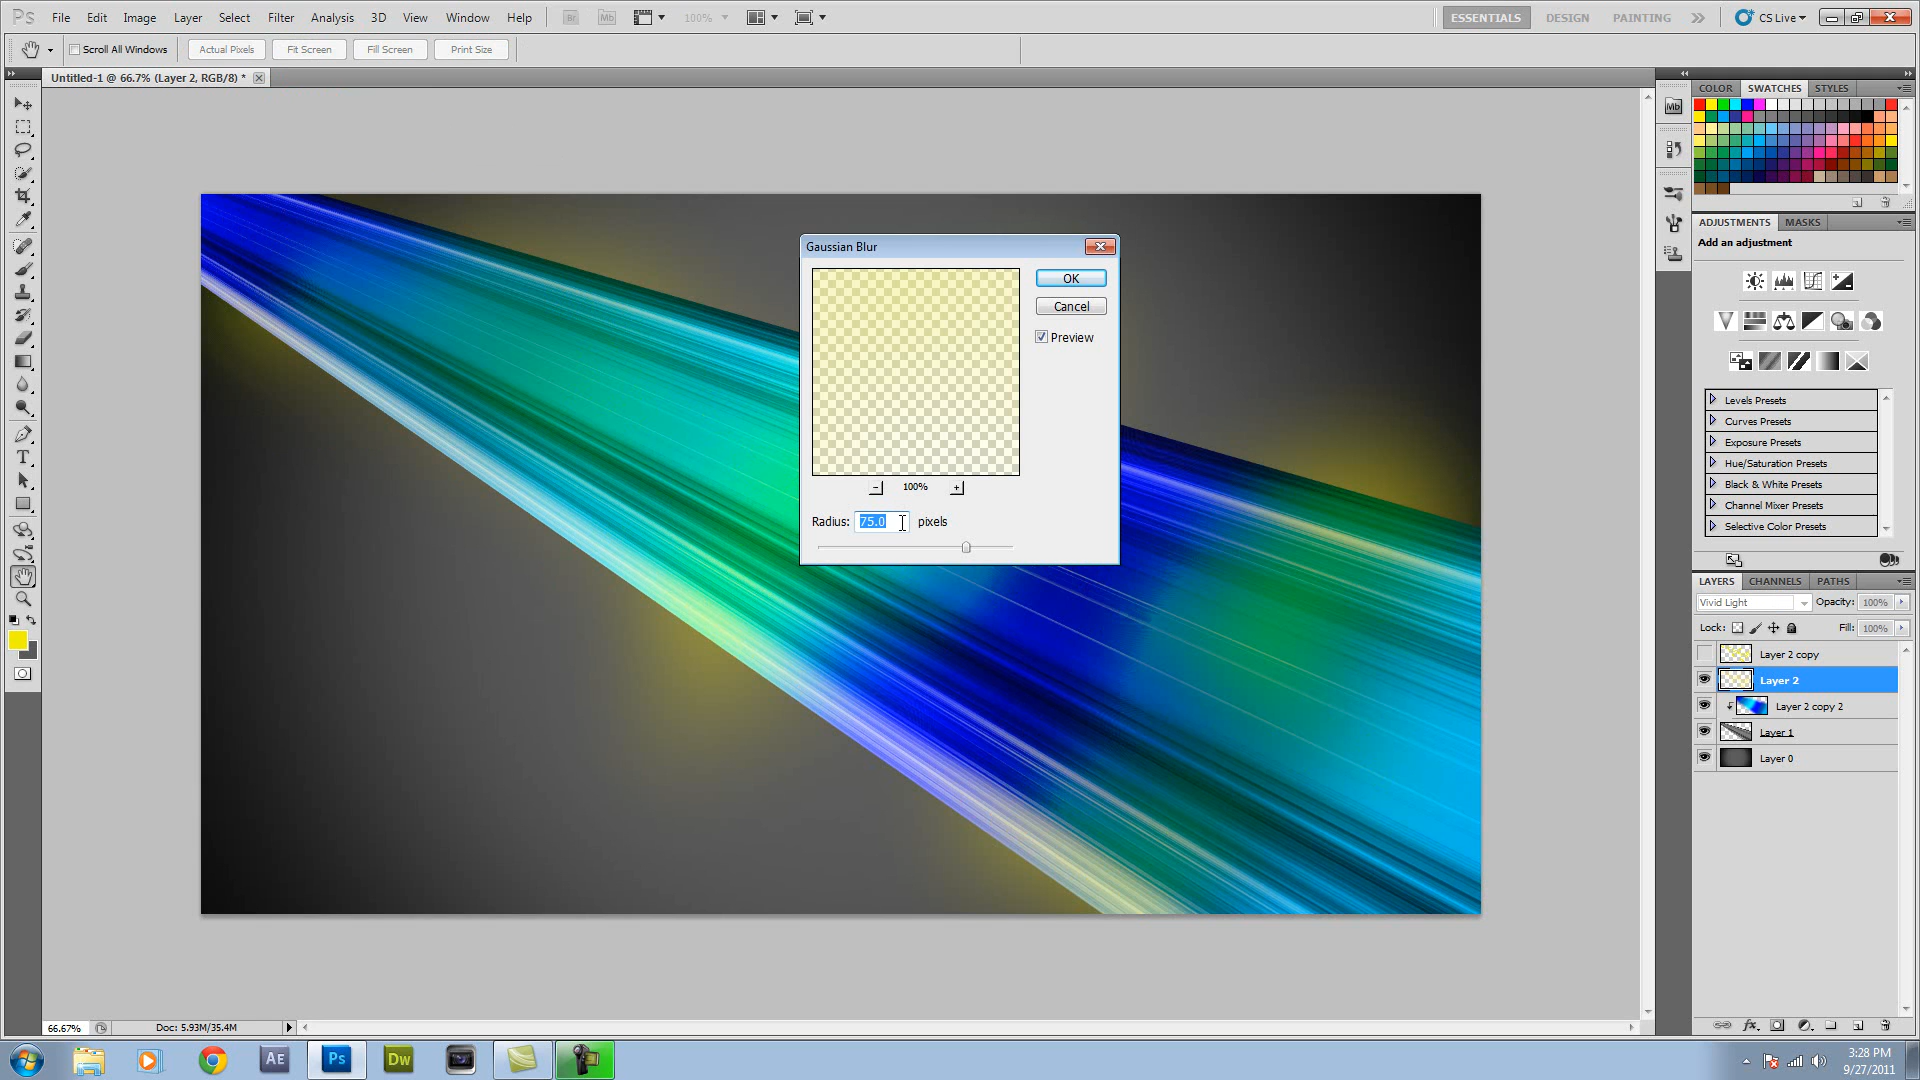 Ps File Edit Image Layer Select Filter Analysis 3D View Window Help Br Mb 100% ESSENTIALS DESIGN PAINTING CS Live
Scroll All Windows Actual Pixels Fit Screen Fill Screen Print Size
Untitled-1 @ 66.7% (Layer 2, RGB/8) *
COLOR SWATCHES STYLES
Mb
ADJUSTMENTS MASKS
Add an adjustment
Gaussian Blur
OK
Cancel
Preview
100%
Radius: 75.0 pixels
Levels Presets
Curves Presets
Exposure Presets
Hue/Saturation Presets
Black & White Presets
Channel Mixer Presets
Selective Color Presets
LAYERS CHANNELS PATHS
Vivid Light Opacity: 100%
Lock: Fill: 100%
Layer 2 copy
Layer 2
Layer 2 copy 2
Layer 1
Layer 0
T
fx
66.67% Doc: 5.93M/35.4M
AE Ps Dw
3:28 PM
9/27/2011